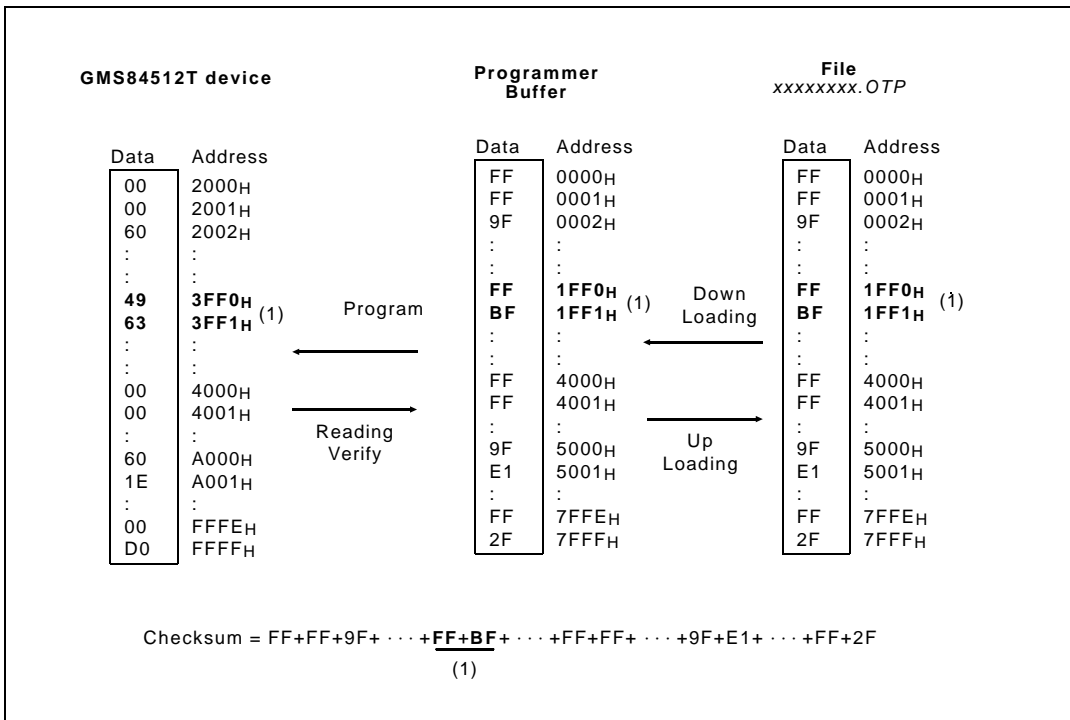 GMS84512T device
Data Address
00 2000H
00 2001H
60 2002H
: :
: :
49 3FF0H
63 3FF1H (1)
: :
: :
00 4000H
00 4001H
: :
60 A000H
1E A001H
: :
00 FFFEH
D0 FFFFH
Program
Reading
Verify
Programmer
Buffer
Data Address
FF 0000H
FF 0001H
9F 0002H
: :
: :
FF 1FF0H
BF 1FF1H (1)
: :
: :
FF 4000H
FF 4001H
: :
9F 5000H
E1 5001H
: :
FF 7FFEH
2F 7FFFH
Down
Loading
Up
Loading
File
xxxxxxxx.OTP
Data Address
FF 0000H
FF 0001H
9F 0002H
: :
: :
FF 1FF0H
BF 1FF1H (1)
: :
: :
FF 4000H
FF 4001H
: :
9F 5000H
E1 5001H
: :
FF 7FFEH
2F 7FFFH
Checksum = FF+FF+9F+ ··· +FF+BF+ ··· +FF+FF+ ··· +9F+E1+ ··· +FF+2F
(1)